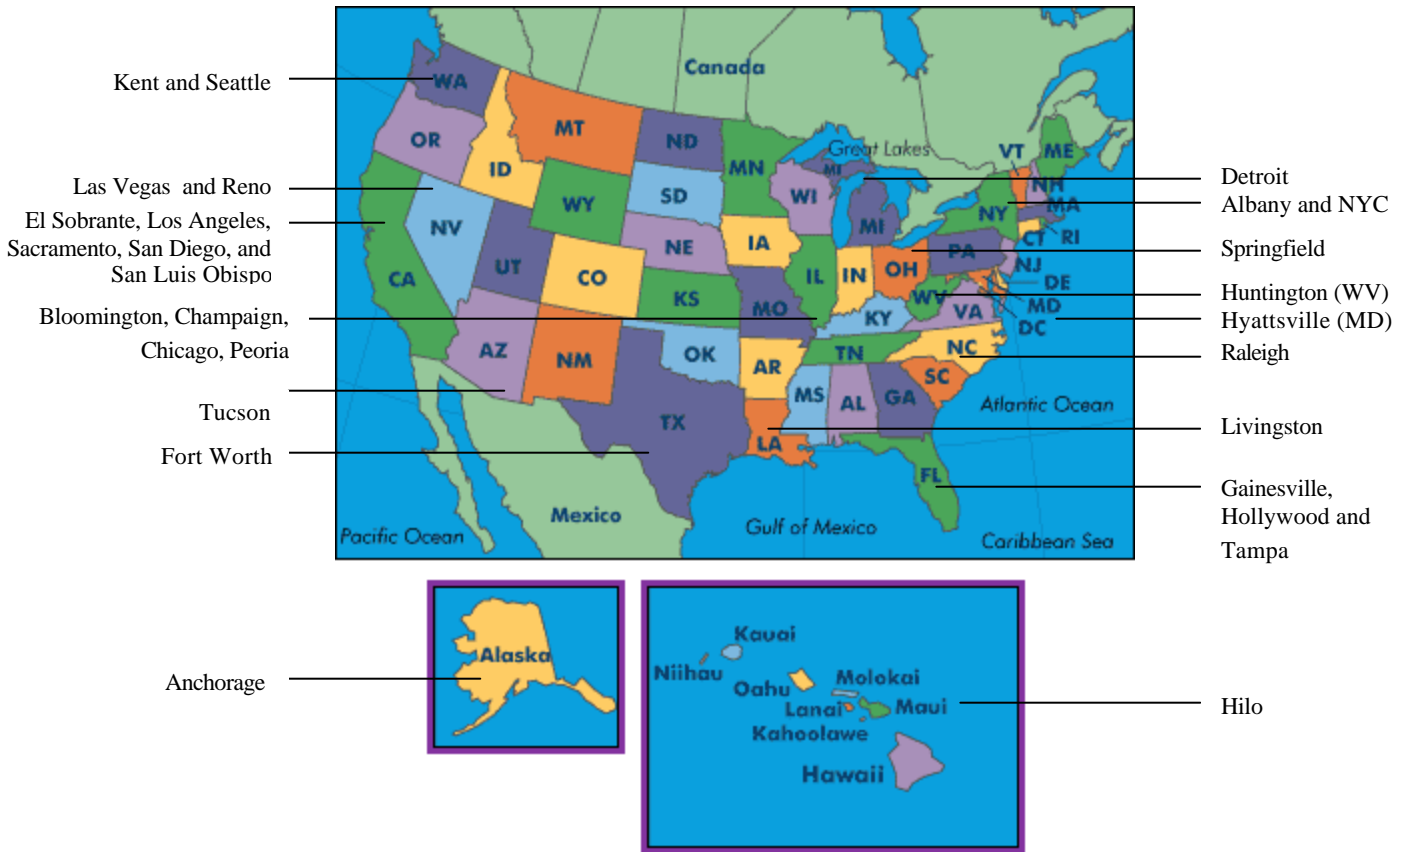 Kent and Seattle
Las Vegas  and Reno
El Sobrante, Los Angeles,
Sacramento, San Diego, and
San Luis Obispo
Bloomington, Champaign,
Chicago, Peoria
Tucson
Fort Worth
Canada
WA
MT
ND
MN
OR
ID
WY
SD
WI
MI
Great Lakes
VT
ME
NH
MA
NY
MI
CT
RI
NV
UT
CO
NE
IA
IL
IN
OH
PA
NJ
DE
MD
DC
CA
KS
MO
WV
VA
KY
AZ
NM
OK
AR
TN
NC
SC
MS
AL
GA
Atlantic Ocean
TX
LA
FL
Mexico
Pacific Ocean
Gulf of Mexico
Caribbean Sea
Detroit
Albany and NYC
Springfield
Huntington (WV)
Hyattsville (MD)
Raleigh
Livingston
Gainesville,
Hollywood and
Tampa
Anchorage
Alaska
Kauai
Niihau
Oahu
Molokai
Lanai
Maui
Kahoolawe
Hawaii
Hilo